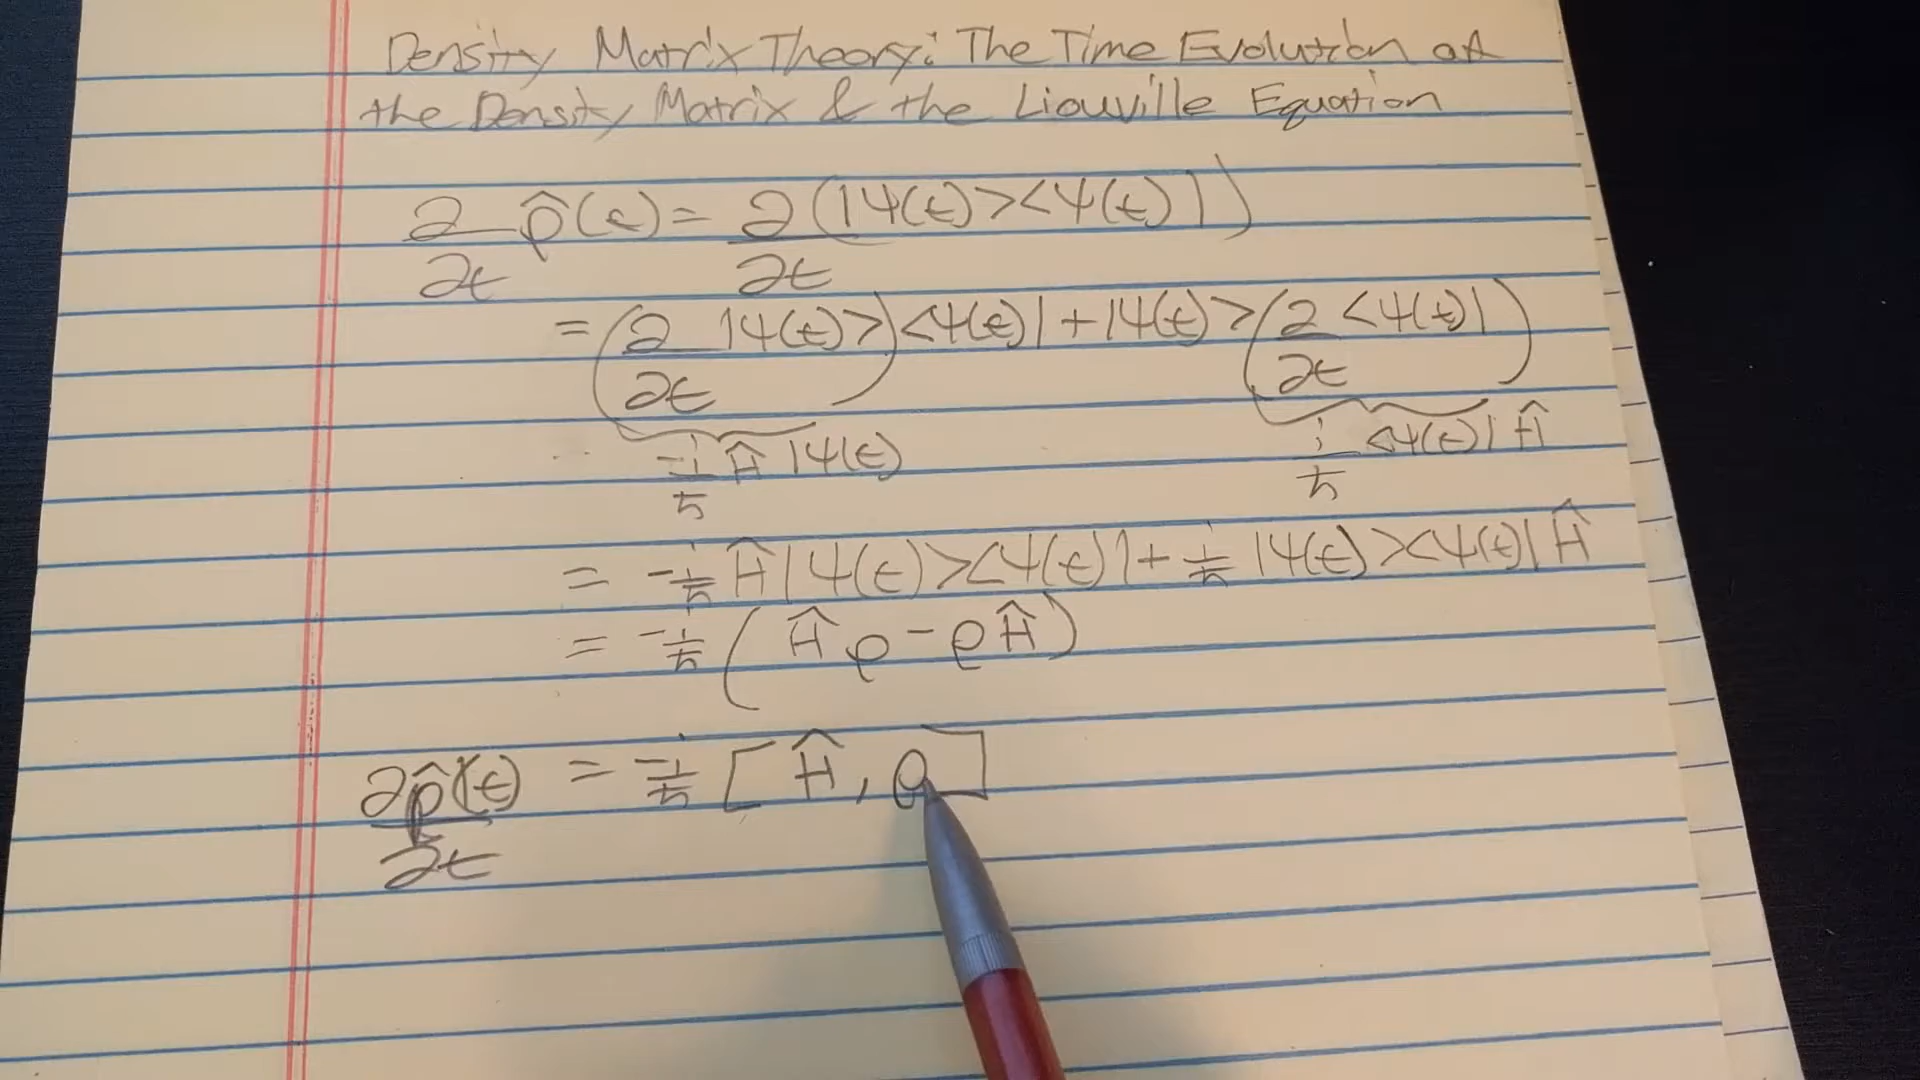 Density Matrix Theory: The Time Evolution of
the Density Matrix & the Liouville Equation
∂/∂t ρ̂(t) = ∂/∂t (|Ψ(t)><Ψ(t)|)
= (∂/∂t |Ψ(t)>) <Ψ(t)| + |Ψ(t)> (∂/∂t <Ψ(t)|)
-i/ħ Ĥ |Ψ(t) i/ħ <Ψ(t)| Ĥ
= -i/ħ Ĥ |Ψ(t)><Ψ(t)| + i/ħ |Ψ(t)><Ψ(t)| Ĥ
= -i/ħ (Ĥρ - ρĤ)
∂ρ̂(t)/∂t = -i/ħ [Ĥ, ρ]